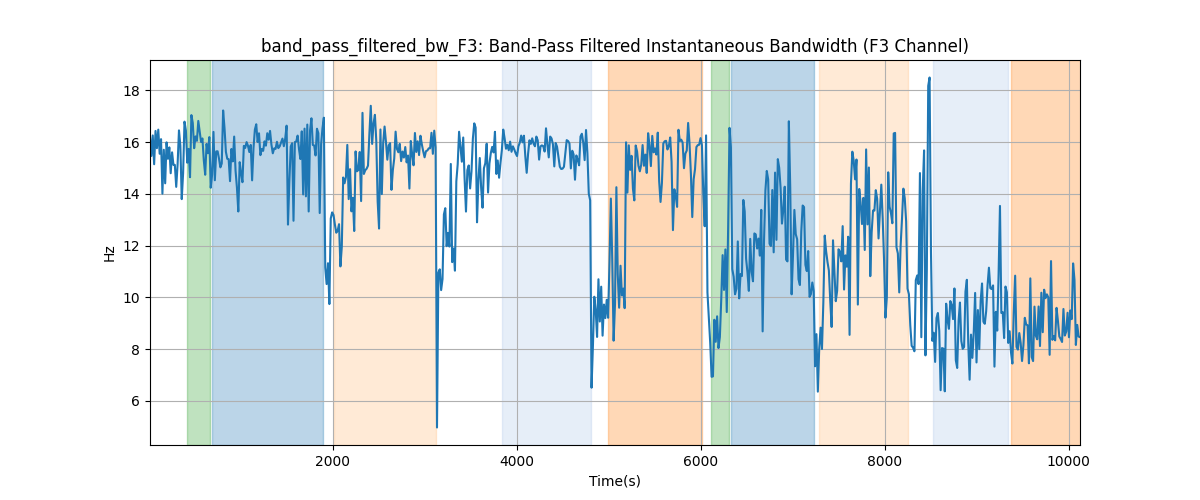 band_pass_filtered_bw_F3: Band-Pass Filtered Instantaneous Bandwidth (F3 Channel)
18
16
14
12
10
8
6
Hz
2000 4000 6000 8000 10000
Time(s)